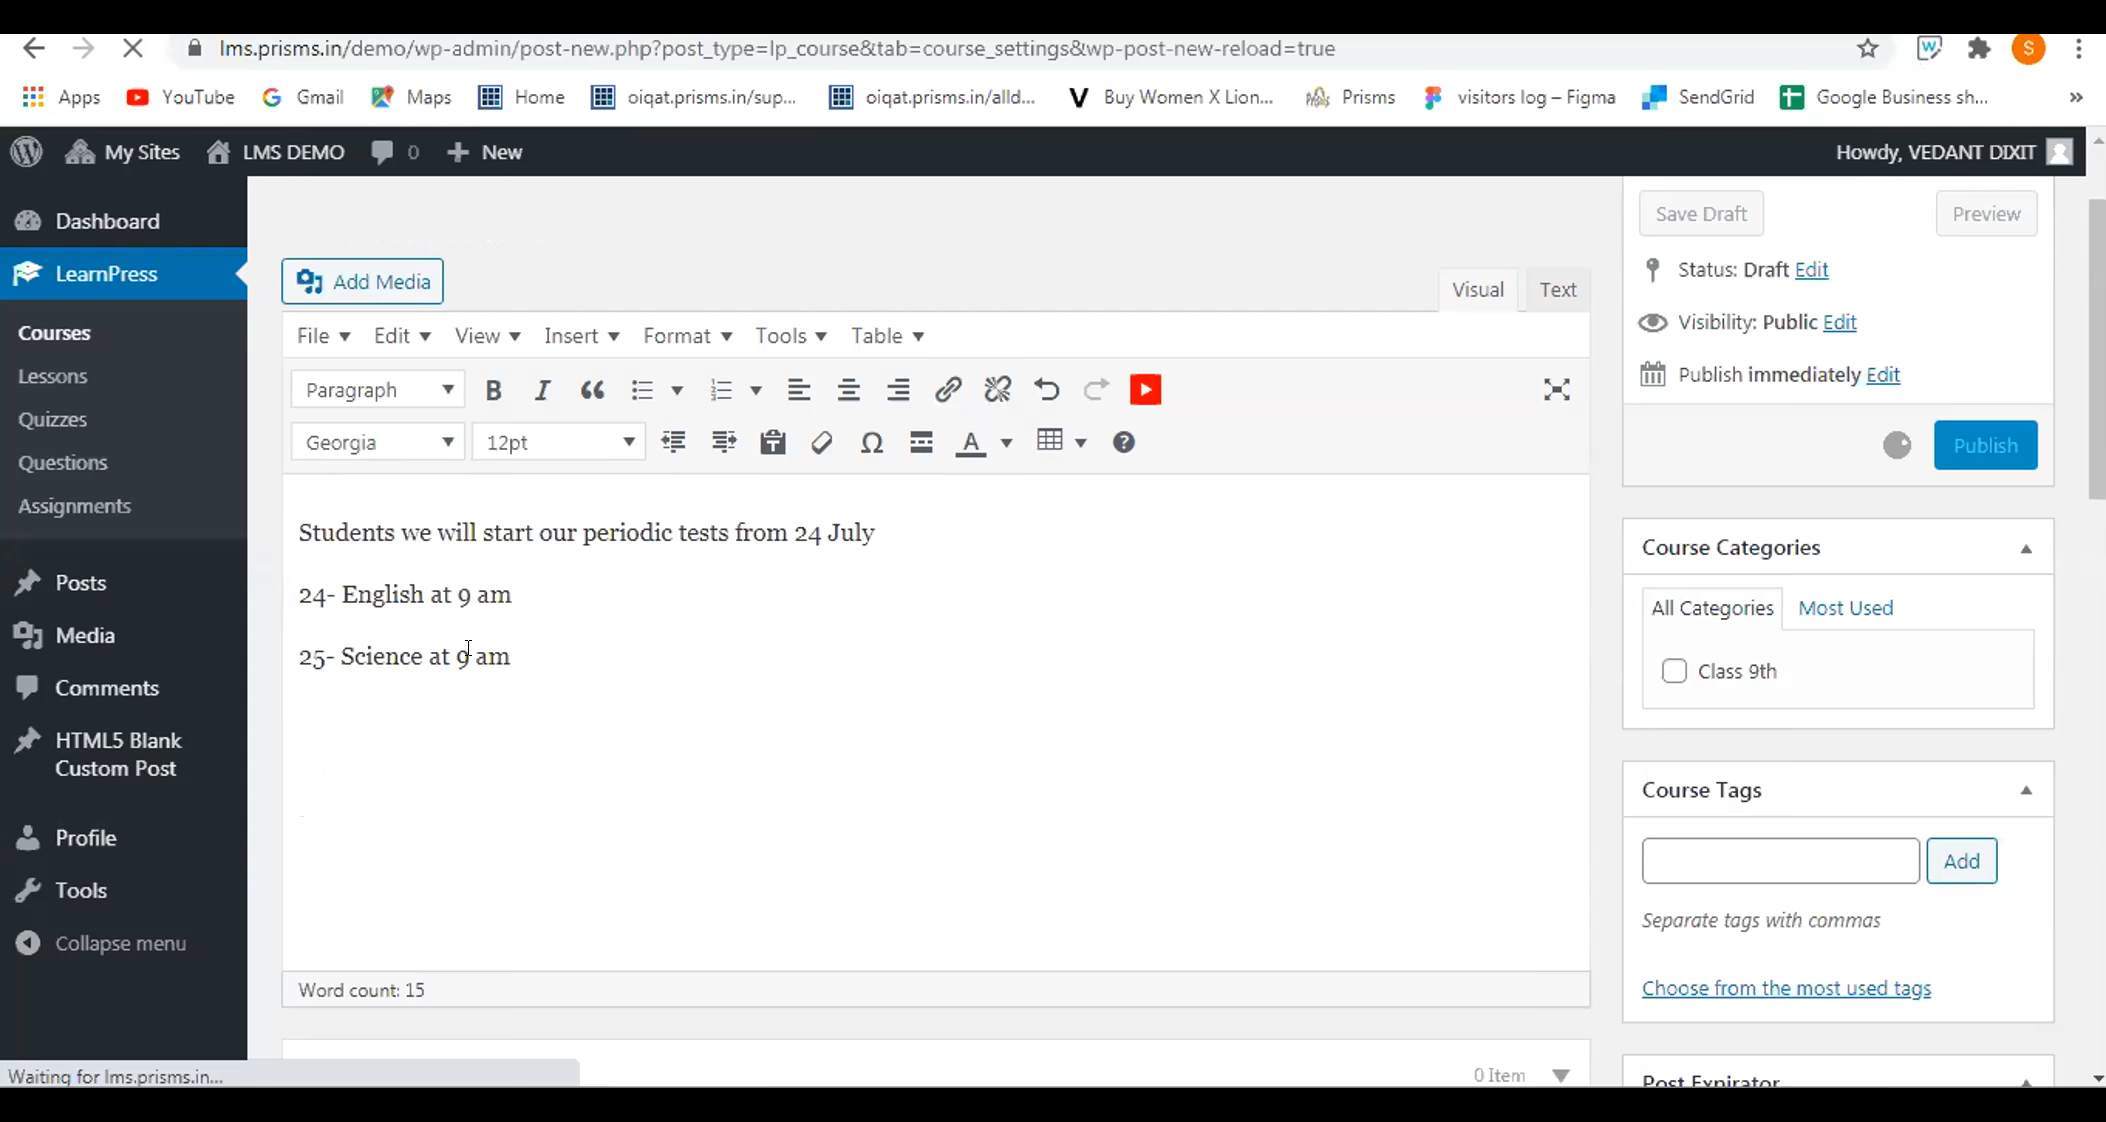 lms.prisms.in/demo/wp-admin/post-new.php?post_type=lp_course&tab=course_settings&wp-post-new-reload=true
S
Apps YouTube Gmail Maps Home oiqat.prisms.in/sup... oiqat.prisms.in/alld... Buy Women X Lion... Prisms visitors log – Figma SendGrid Google Business sh... »
My Sites LMS DEMO 0 + New Howdy, VEDANT DIXIT
Dashboard
LearnPress
Courses
Lessons
Quizzes
Questions
Assignments
Posts
Media
Comments
HTML5 Blank
Custom Post
Profile
Tools
Collapse menu
Add Media
Visual Text
File Edit View Insert Format Tools Table
Paragraph
Georgia 12pt
Students we will start our periodic tests from 24 July
24- English at 9 am
25- Science at 9 am
Word count: 15
0 Item
Save Draft Preview
Status: Draft Edit
Visibility: Public Edit
Publish immediately Edit
Publish
Course Categories
All Categories Most Used
Class 9th
Course Tags
Add
Separate tags with commas
Choose from the most used tags
Post Expirator
Waiting for lms.prisms.in...